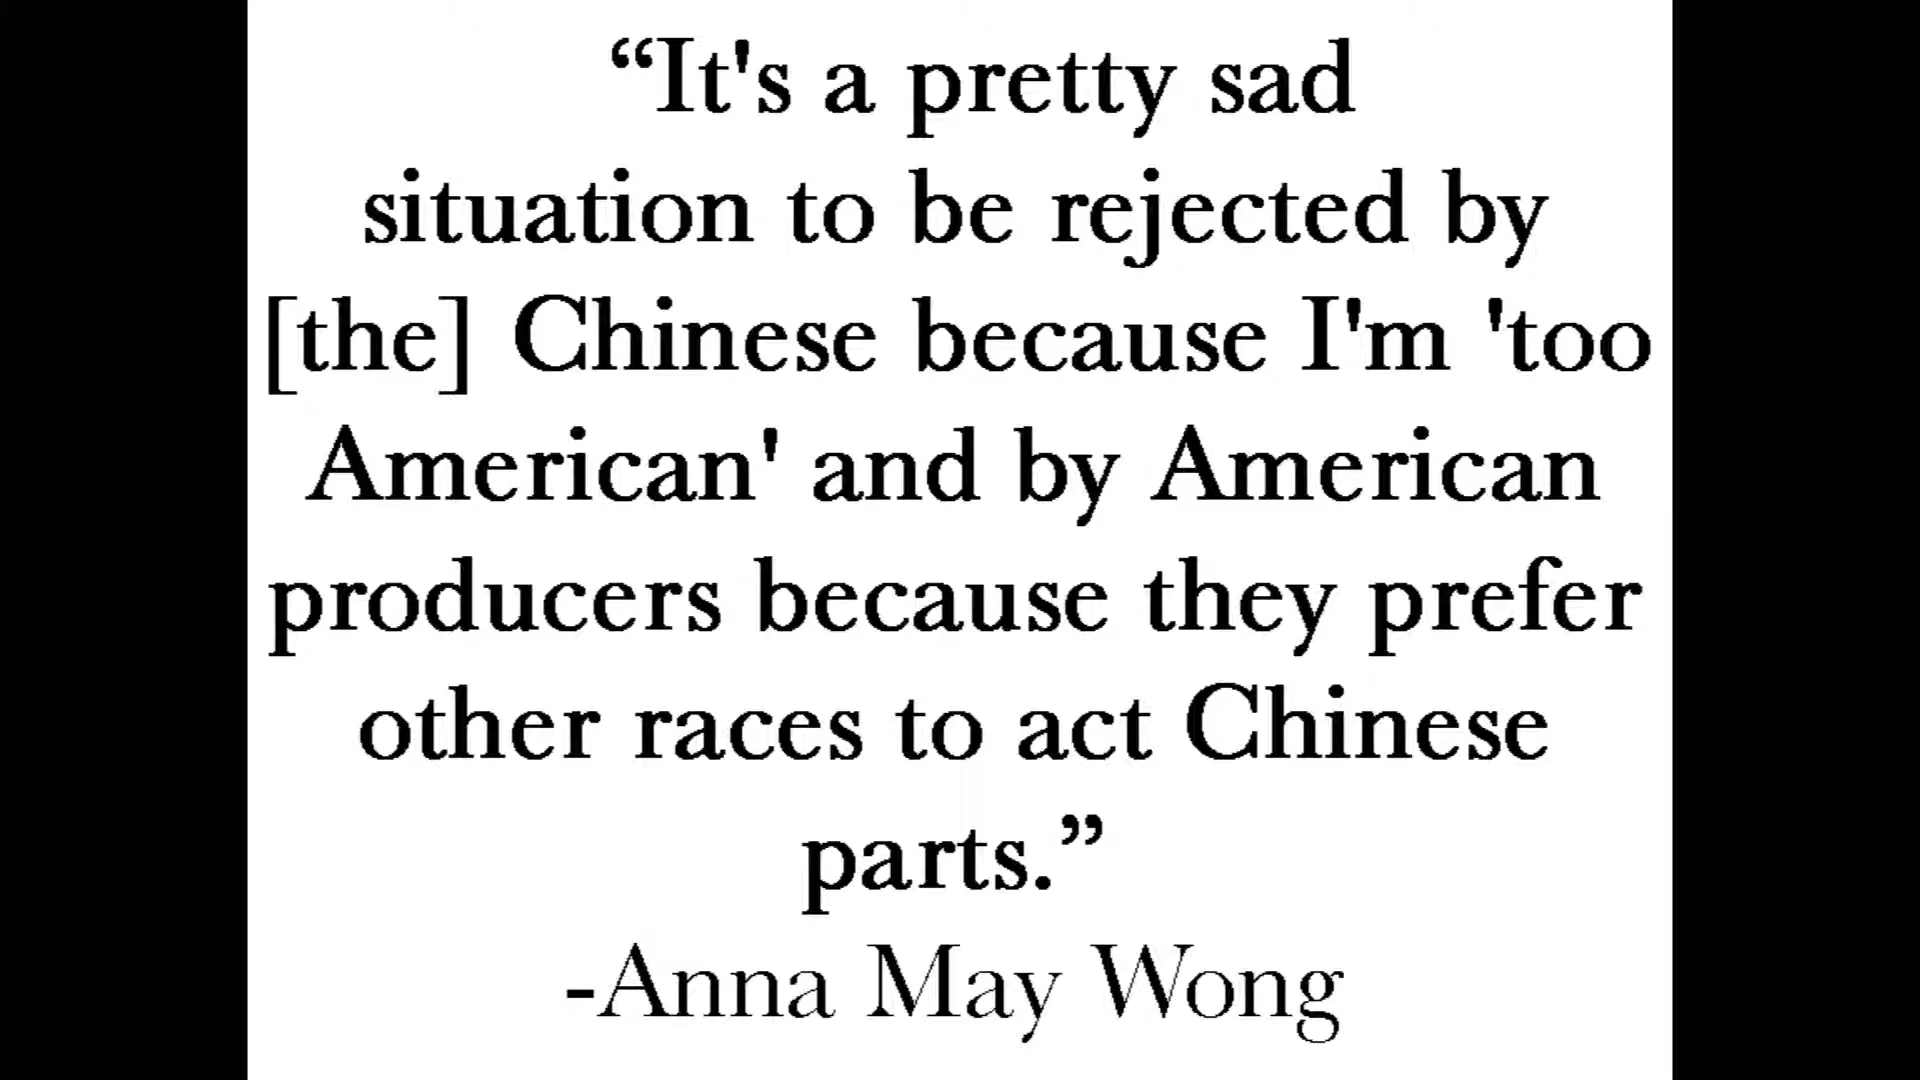 “It's a pretty sad
situation to be rejected by
[the] Chinese because I'm 'too
American' and by American
producers because they prefer
other races to act Chinese
parts.”
-Anna May Wong